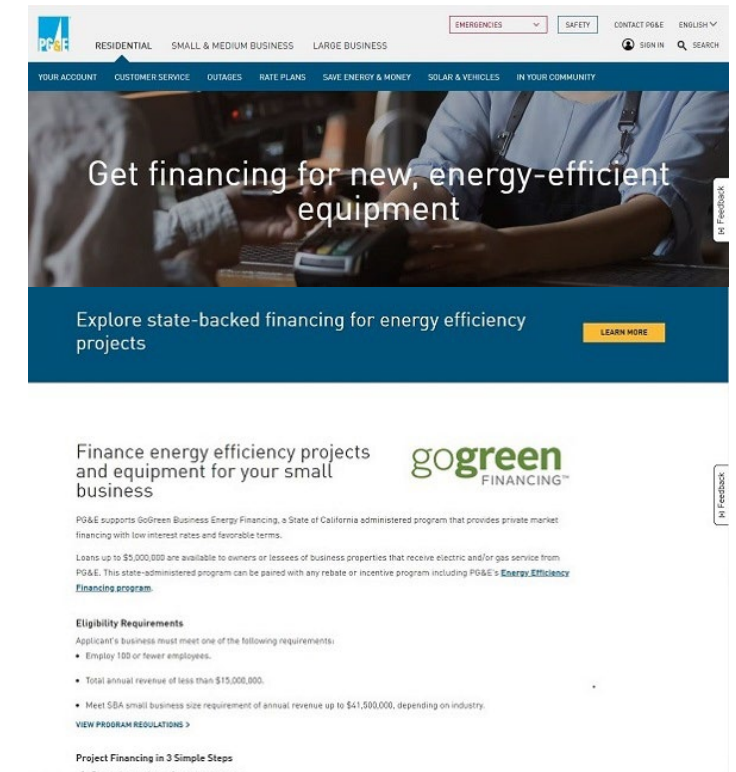 EMERGENCIES
SAFETY
CONTACT PG&E
ENGLISH
PG&E
RESIDENTIAL
SMALL & MEDIUM BUSINESS
LARGE BUSINESS
SIGN IN
SEARCH
YOUR ACCOUNT
CUSTOMER SERVICE
OUTAGES
RATE PLANS
SAVE ENERGY & MONEY
SOLAR & VEHICLES
IN YOUR COMMUNITY
Get financing for new, energy-efficient
equipment
Feedback
Explore state-backed financing for energy efficiency
projects
LEARN MORE
Finance energy efficiency projects
and equipment for your small
business
gogreen
FINANCING™
Feedback
PG&E supports GoGreen Business Energy Financing, a State of California administered program that provides private market
financing with low interest rates and favorable terms.
Loans up to $5,000,000 are available to owners or lessees of business properties that receive electric and/or gas service from
PG&E. This state-administered program can be paired with any rebate or incentive program including PG&E's Energy Efficiency
Financing program.
Eligibility Requirements
Applicant's business must meet one of the following requirements:
• Employ 100 or fewer employees.
• Total annual revenue of less than $15,000,000.
• Meet SBA small business size requirement of annual revenue up to $41,500,000, depending on industry.
VIEW PROGRAM REGULATIONS >
Project Financing in 3 Simple Steps